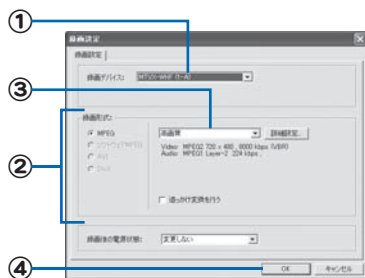 ①
録画設定
録画設定
録画デバイス:
MTVX-WHF (1-A)
③
録画形式:
MPEG
高画質
詳細設定...
ソフトウェアMPEG
Video: MPEG2 720 x 480, 8000 kbps (VBR)
Audio: MPEG1 Layer-2 224 kbps,
AVI
DivX
②
追っかけ変換を行う
録画後の電源状態:
変更しない
④
OK
キャンセル